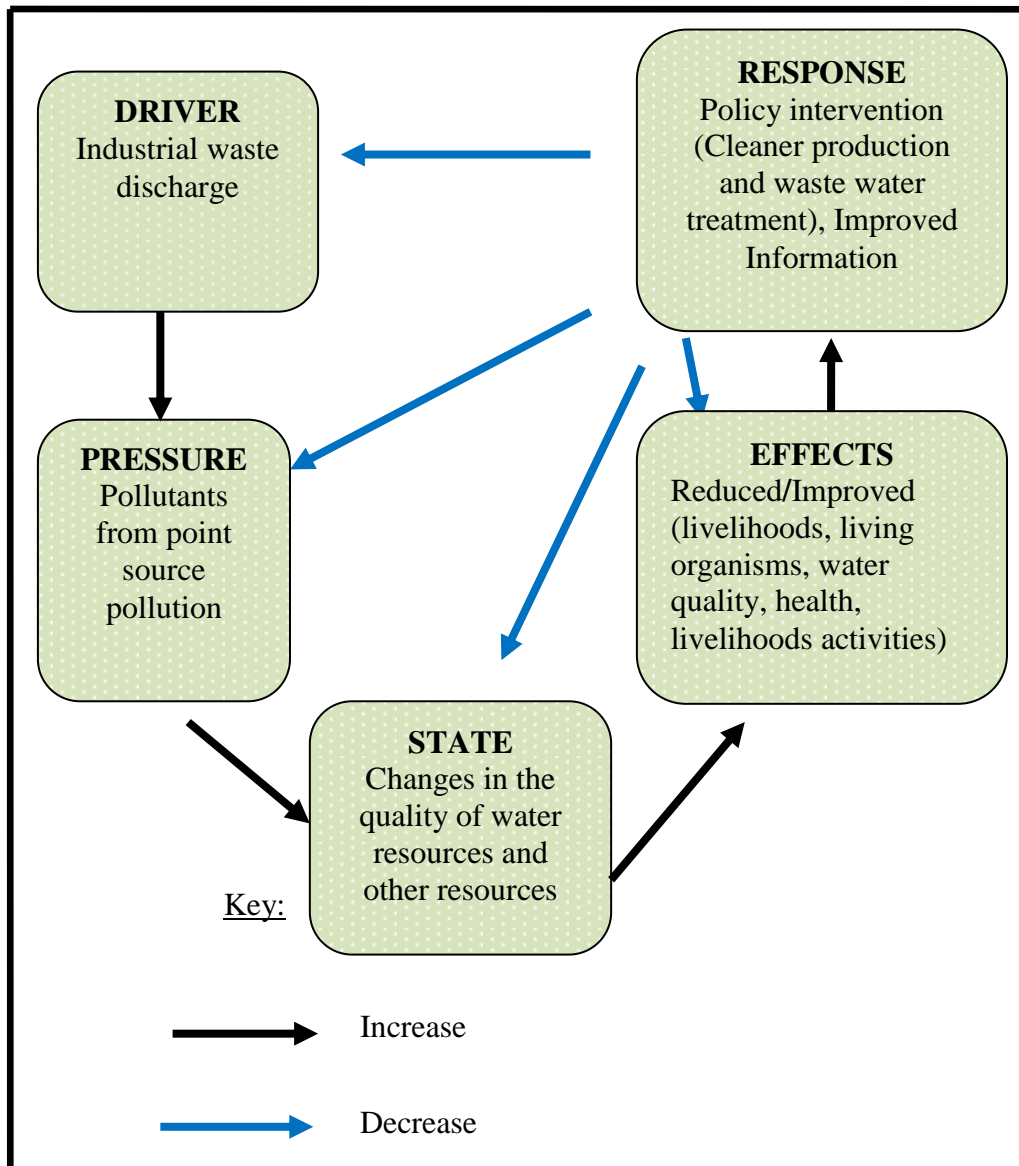 DRIVER
Industrial waste
discharge
RESPONSE
Policy intervention
(Cleaner production
and waste water
treatment), Improved
Information
PRESSURE
Pollutants
from point
source
pollution
EFFECTS
Reduced/Improved
(livelihoods, living
organisms, water
quality, health,
livelihoods activities)
STATE
Changes in the
quality of water
resources and
other resources
Key:
Increase
Decrease